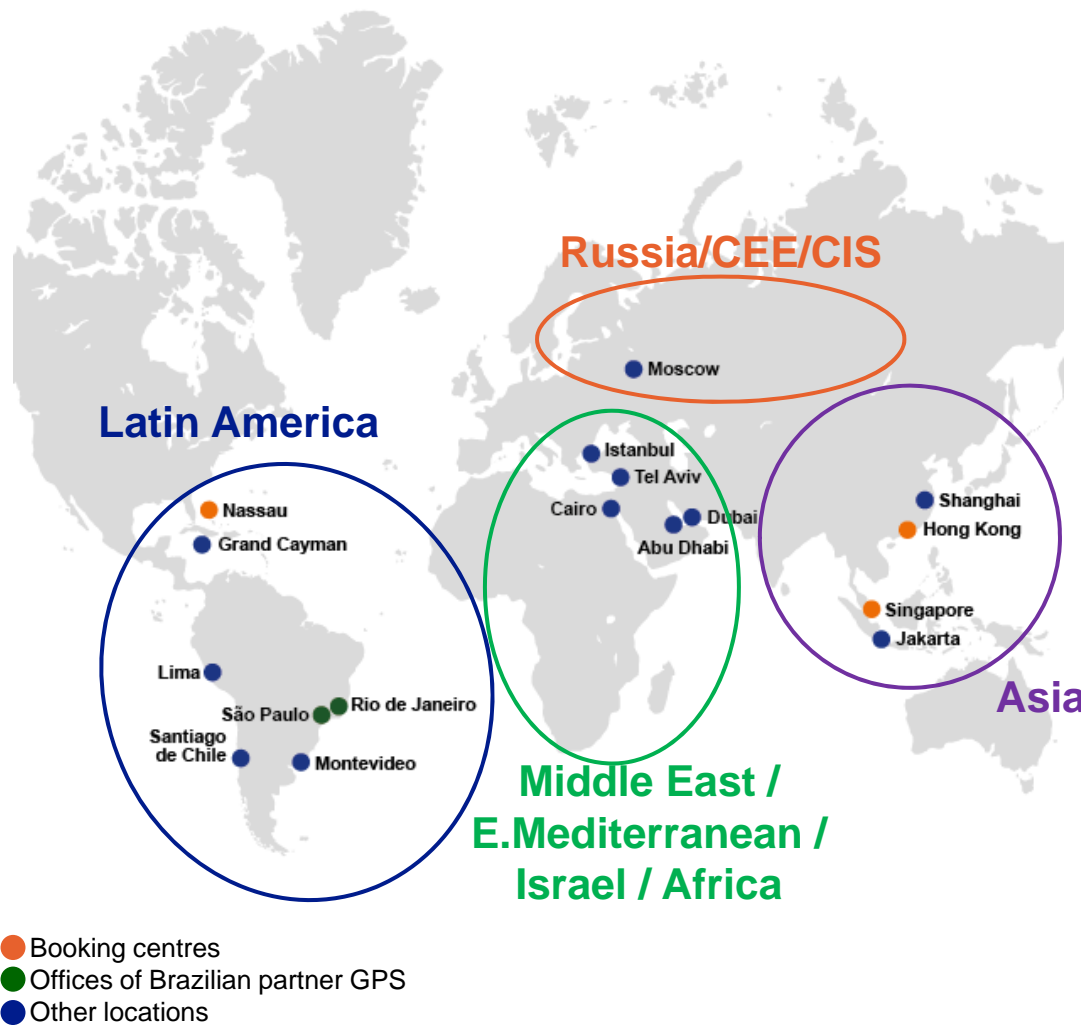 Russia/CEE/CIS
Moscow
Latin America
Istanbul
Tel Aviv
Cairo
Dubai
Abu Dhabi
Nassau
Grand Cayman
Shanghai
Hong Kong
Singapore
Jakarta
Lima
Rio de Janeiro
São Paulo
Santiago
de Chile
Montevideo
Asia
Middle East /
E.Mediterranean /
Israel / Africa
Booking centres
Offices of Brazilian partner GPS
Other locations